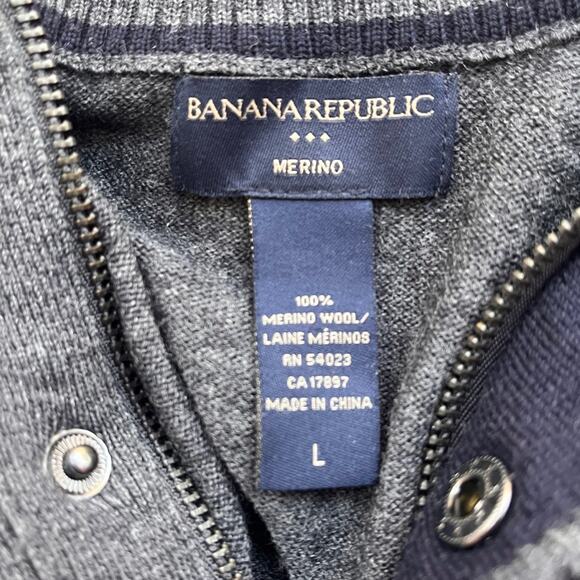 BANANA REPUBLIC
MERINO
100%
MERINO WOOL/
LAINE MÉRINOS
RN 54023
CA 17897
MADE IN CHINA
L